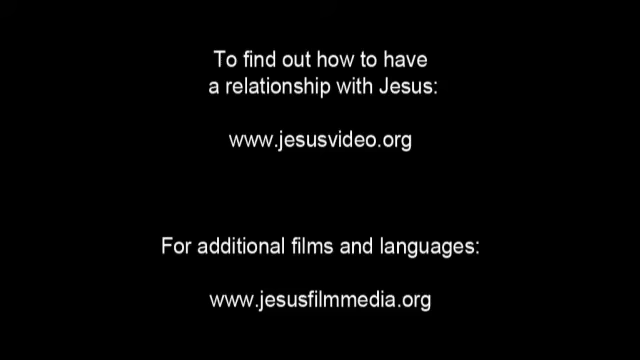 To find out how to have
a relationship with Jesus:
www.jesusvideo.org
For additional films and languages:
www.jesusfilmmedia.org